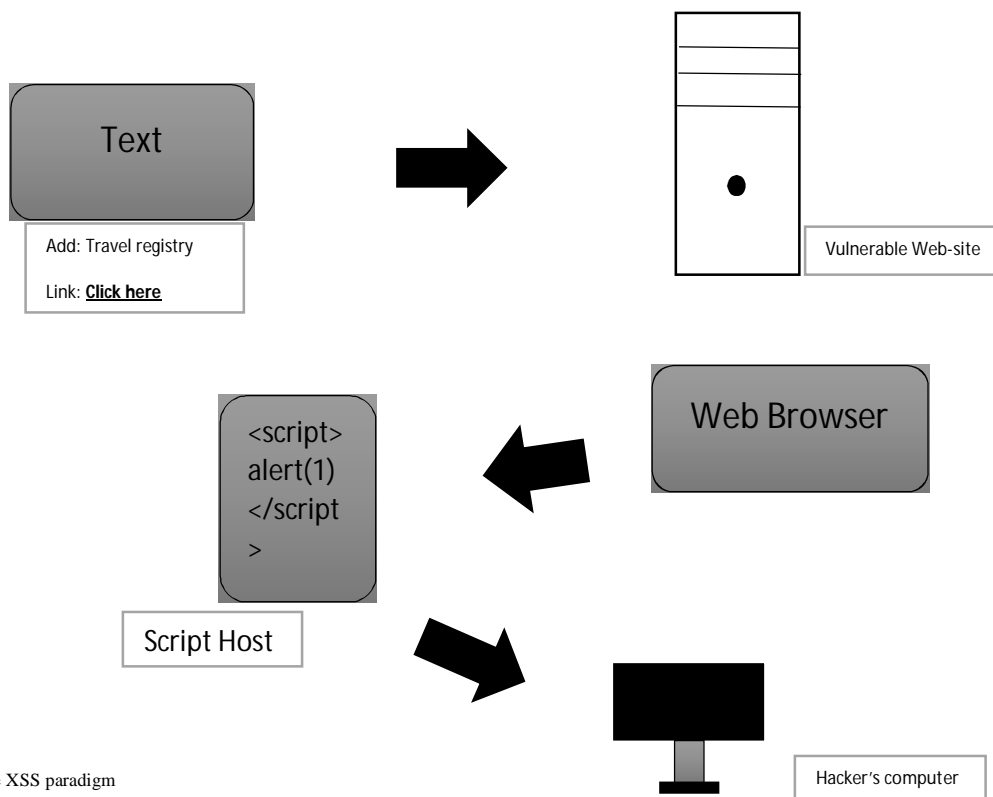 Text
Add: Travel registry
Link: Click here
Vulnerable Web-site
Web Browser
<script>
alert(1)
</script
>
Script Host
Hacker's computer
XSS paradigm